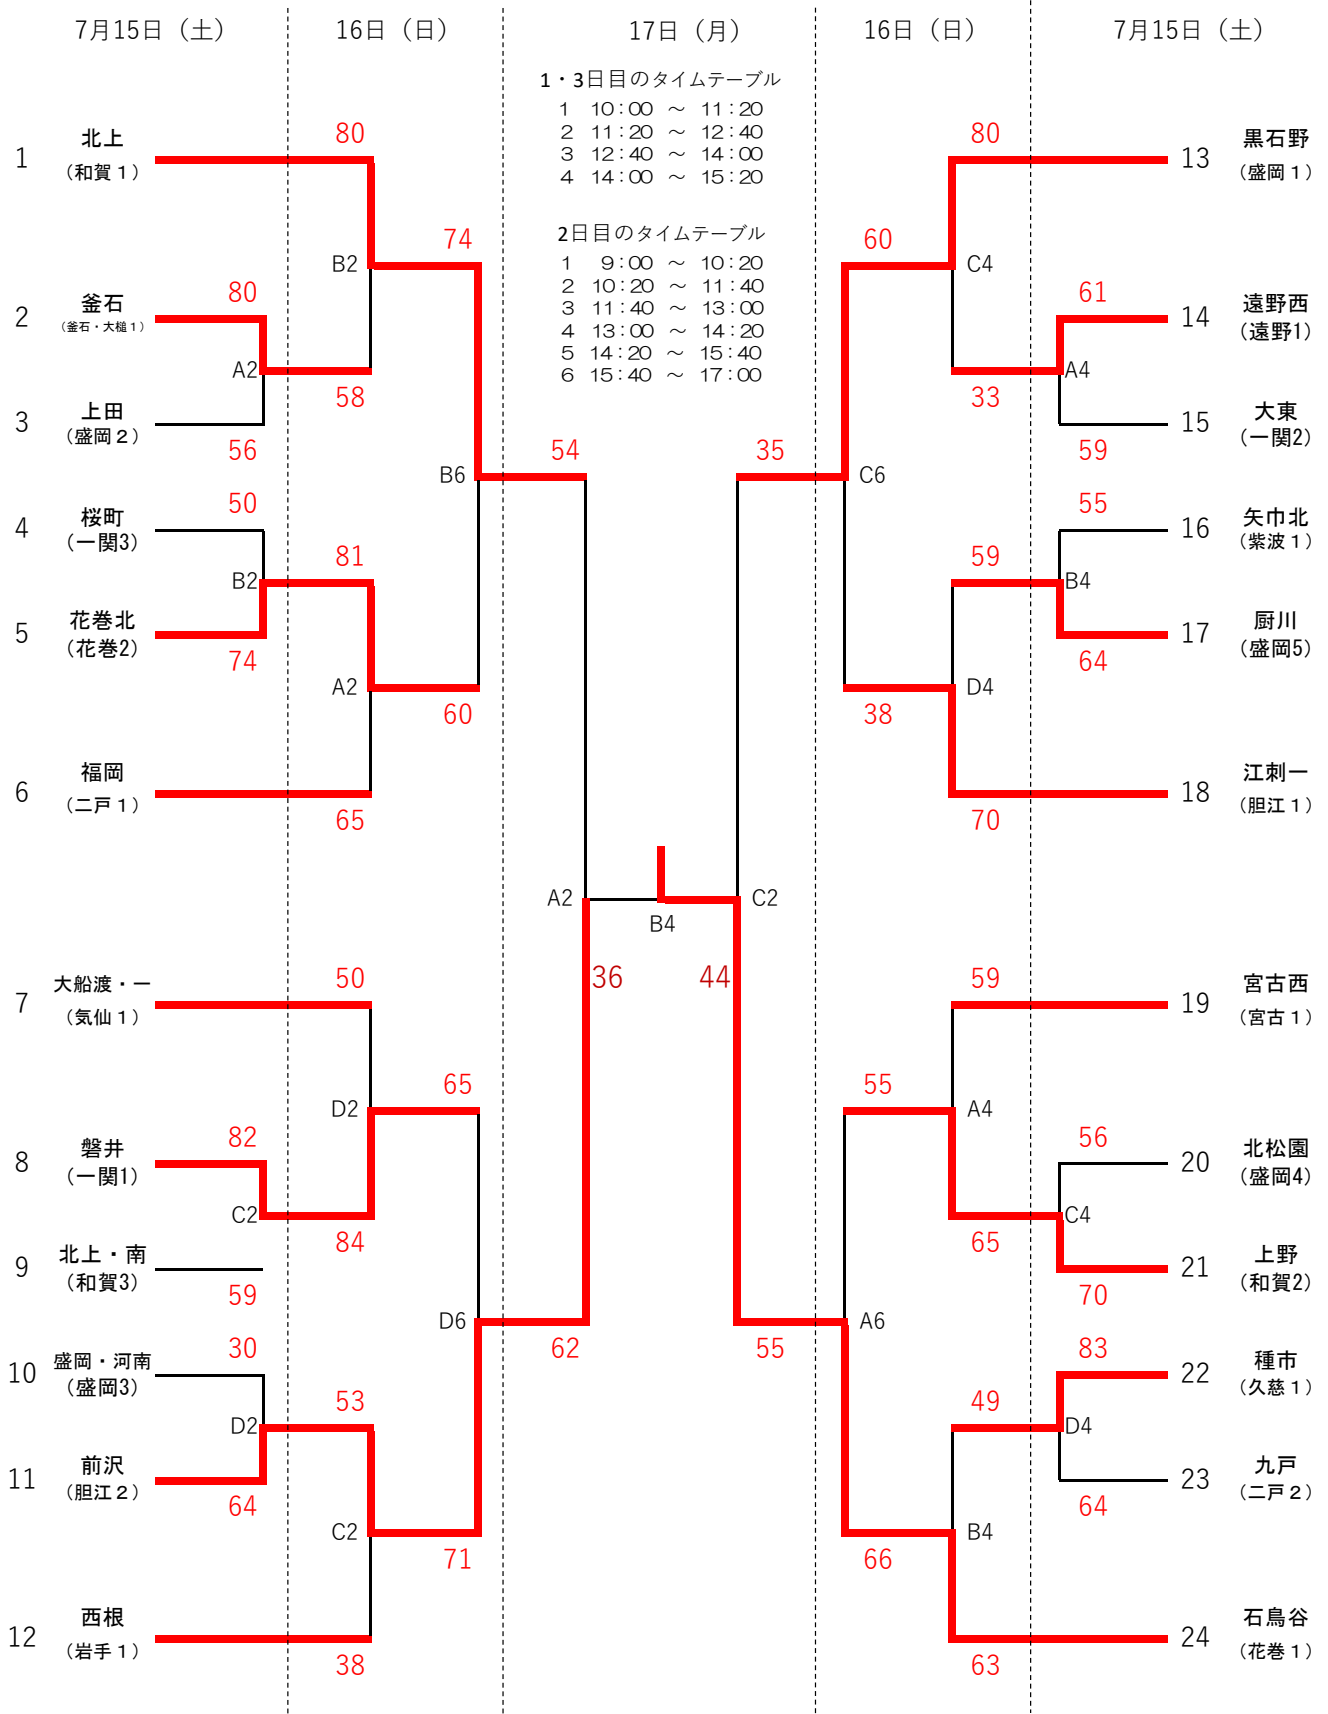 7月15日（土）
16日（日）
17日（月）
16日（日）
7月15日（土）
1・3日目のタイムテーブル
1 10：00 ～ 11：20
2 11：20 ～ 12：40
3 12：40 ～ 14：00
4 14：00 ～ 15：20
2日目のタイムテーブル
1 9：00 ～ 10：20
2 10：20 ～ 11：40
3 11：40 ～ 13：00
4 13：00 ～ 14：20
5 14：20 ～ 15：40
6 15：40 ～ 17：00
1
北上
（和賀１）
80
B2
74
2
釜石
（釜石・大槌１）
80
A2
58
3
上田
（盛岡２）
56
B6
54
4
桜町
（一関3）
50
B2
81
5
花巻北
（花巻2）
74
A2
60
6
福岡
（二戸１）
65
A2
B4
C2
36
44
7
大船渡・一
（気仙１）
50
D2
65
8
磐井
（一関1）
82
C2
84
9
北上・南
（和賀3）
59
D6
62
10
盛岡・河南
（盛岡3）
30
D2
53
11
前沢
（胆江２）
64
C2
71
12
西根
（岩手１）
38
80
13
黒石野
（盛岡１）
60
C4
61
14
遠野西
（遠野1）
A4
33
15
大東
（一関2）
59
35
C6
55
16
矢巾北
（紫波１）
59
B4
17
厨川
（盛岡5）
64
D4
38
18
江刺一
（胆江１）
70
59
19
宮古西
（宮古１）
55
A4
56
20
北松園
（盛岡4）
C4
65
21
上野
（和賀2）
70
A6
55
83
22
種市
（久慈１）
49
D4
23
九戸
（二戸２）
64
B4
66
24
石鳥谷
（花巻１）
63